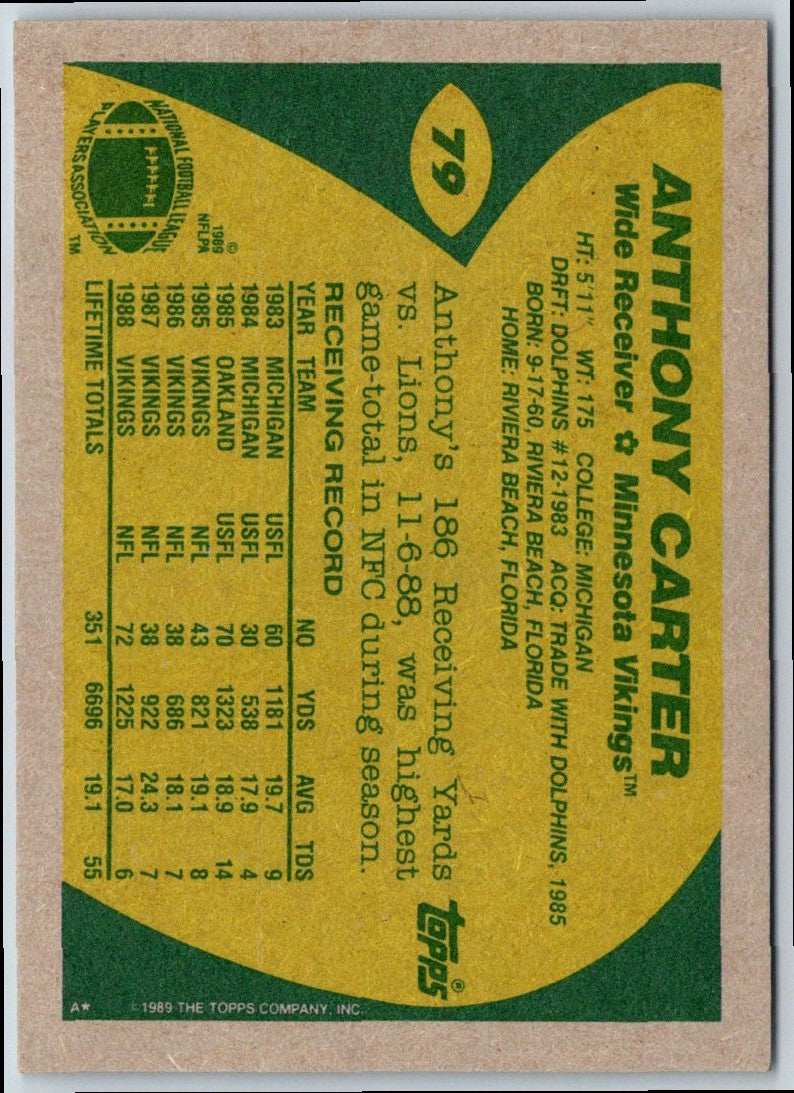 79
ANTHONY CARTER
Wide Receiver ✿ Minnesota Vikings™
HT: 5'11" WT: 175 COLLEGE: MICHIGAN
DRFT: DOLPHINS #12-1983 ACQ: TRADE WITH DOLPHINS, 1985
BORN: 9-17-60, RIVIERA BEACH, FLORIDA
HOME: RIVIERA BEACH, FLORIDA
Anthony's 186 Receiving Yards
vs. Lions, 11-6-88, was highest
game-total in NFC during season.
topps®
RECEIVING RECORD
YEAR TEAM NO YDS AVG TDS
1983 MICHIGAN USFL 60 1181 19.7 9
1984 MICHIGAN USFL 30 538 17.9 4
1985 OAKLAND USFL 70 1323 18.9 14
1985 VIKINGS NFL 43 821 19.1 8
1986 VIKINGS NFL 38 686 18.1 7
1987 VIKINGS NFL 38 922 24.3 7
1988 VIKINGS NFL 72 1225 17.0 6
LIFETIME TOTALS 351 6696 19.1 55
©
1989
NFLPA
NATIONAL FOOTBALL LEAGUE
PLAYERS ASSOCIATION
TM
©1989 THE TOPPS COMPANY, INC.
A★